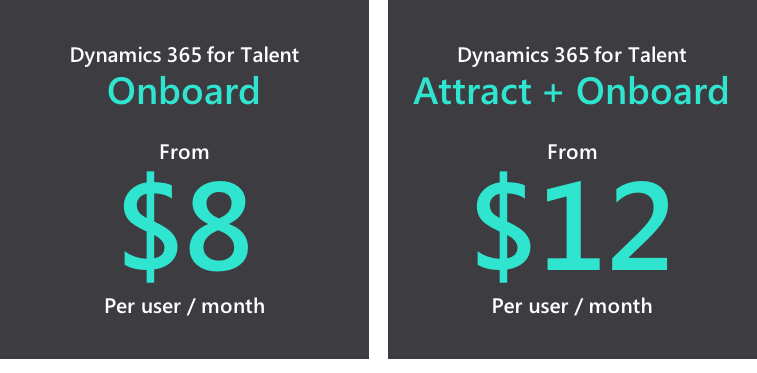 Dynamics 365 for Talent
Onboard
From
$8
Per user / month
Dynamics 365 for Talent
Attract + Onboard
From
$12
Per user / month